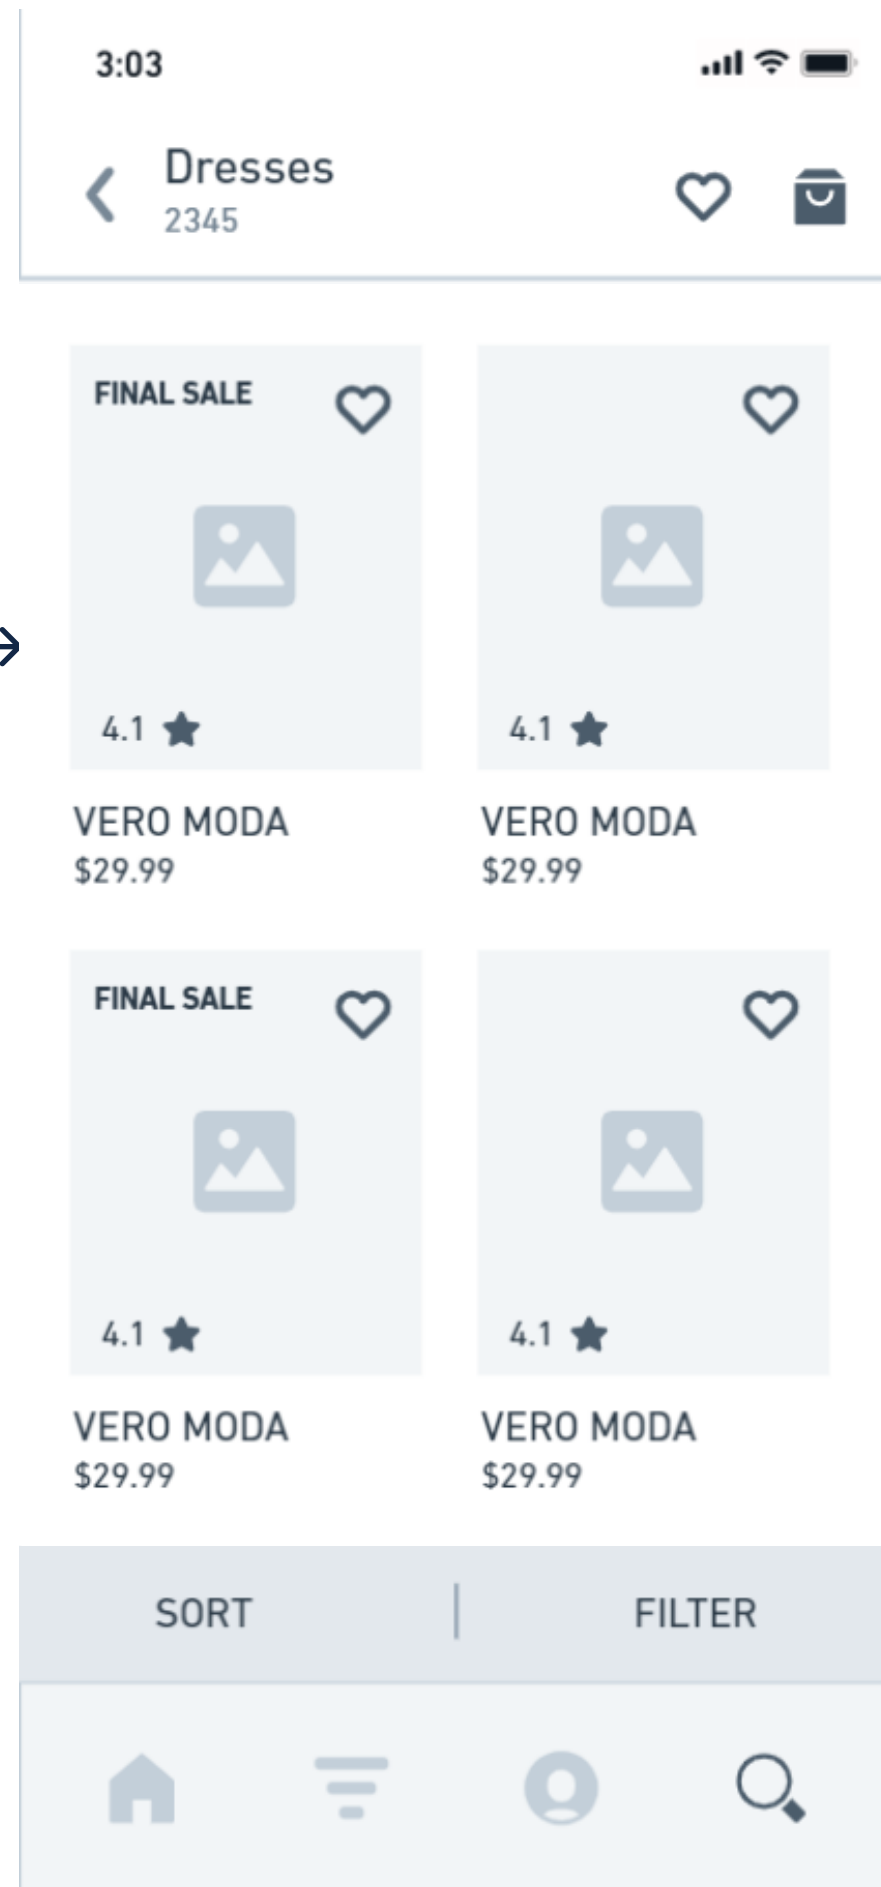 3:03
Dresses
2345
FINAL SALE
4.1
4.1
VERO MODA
VERO MODA
$29.99
$29.99
FINAL SALE
4.1
4.1
VERO MODA
VERO MODA
$29.99
$29.99
SORT
FILTER